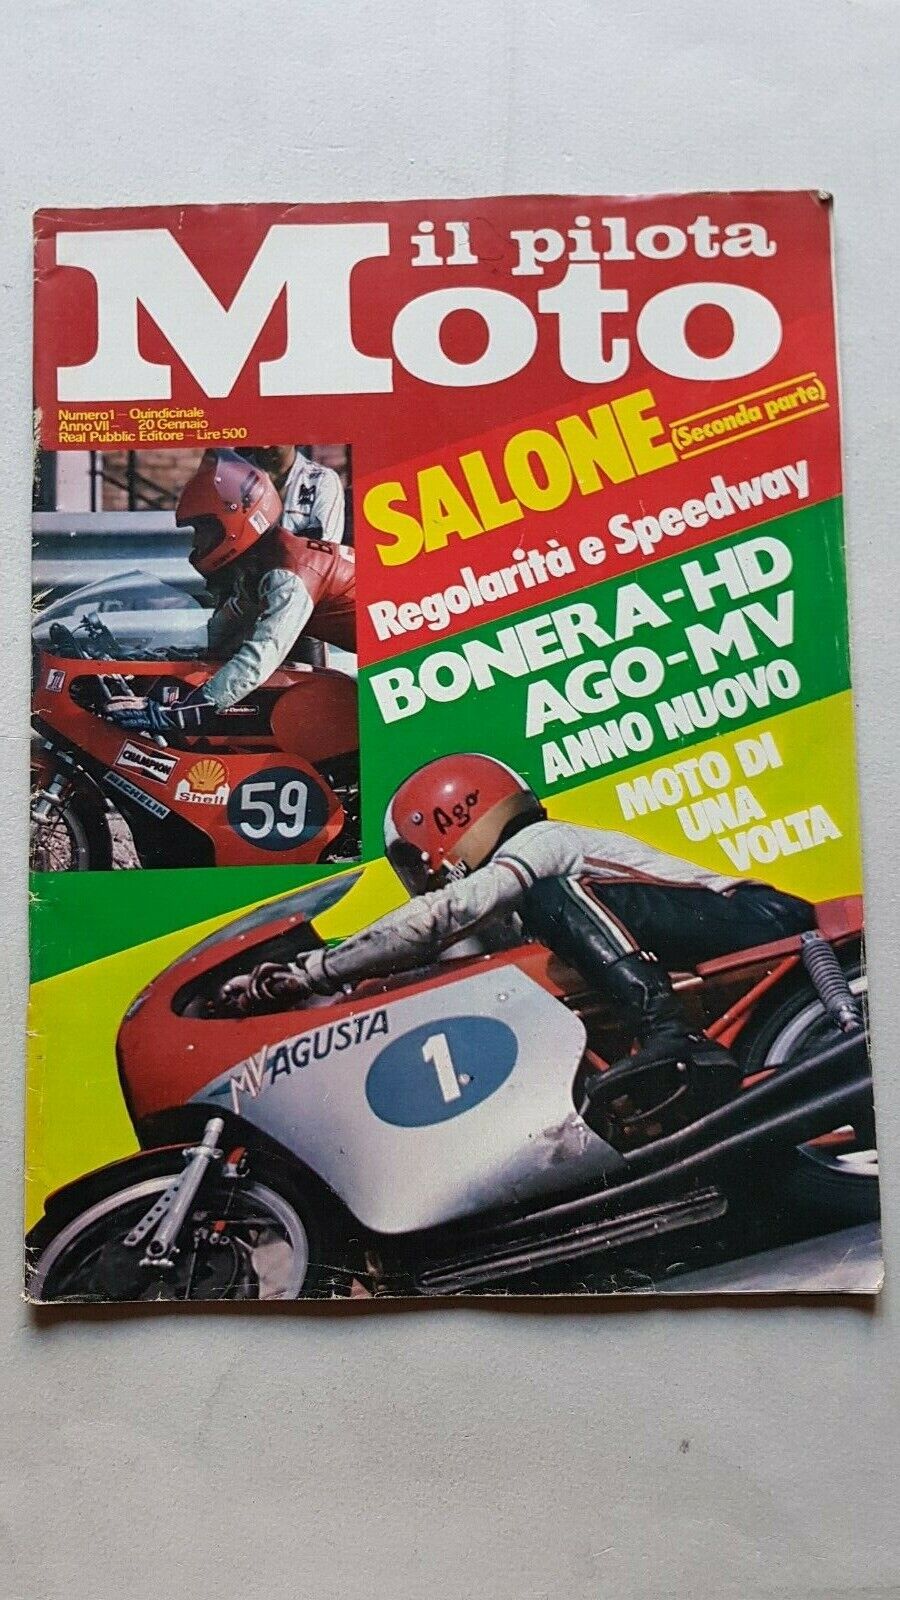 il pilota
Moto
Numero 1 – Quindicinale
Anno VII – 20 Gennaio
Real Pubblic Editore – Lire 500
SALONE
(Seconda parte)
Regolarità e Speedway
BONERA-HD
AGO-MV
ANNO NUOVO
MOTO DI
UNA
VOLTA
CHAMPION
MICHELIN
Shell
59
Ago
MV AGUSTA
1.